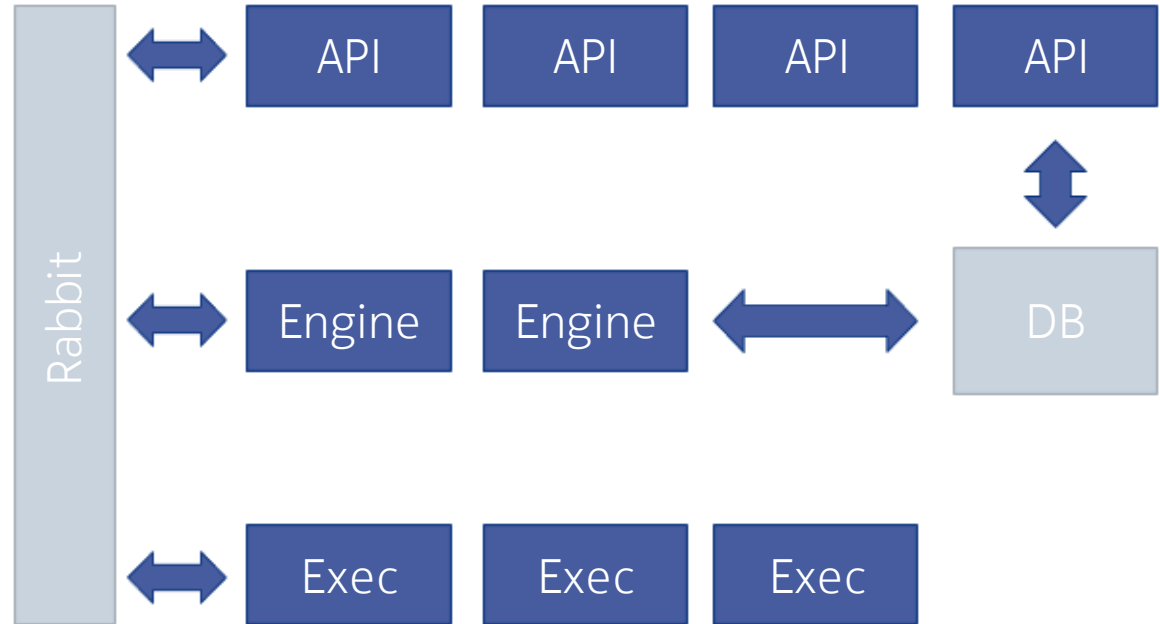 Rabbit
API
API
API
API
Engine
Engine
DB
Exec
Exec
Exec